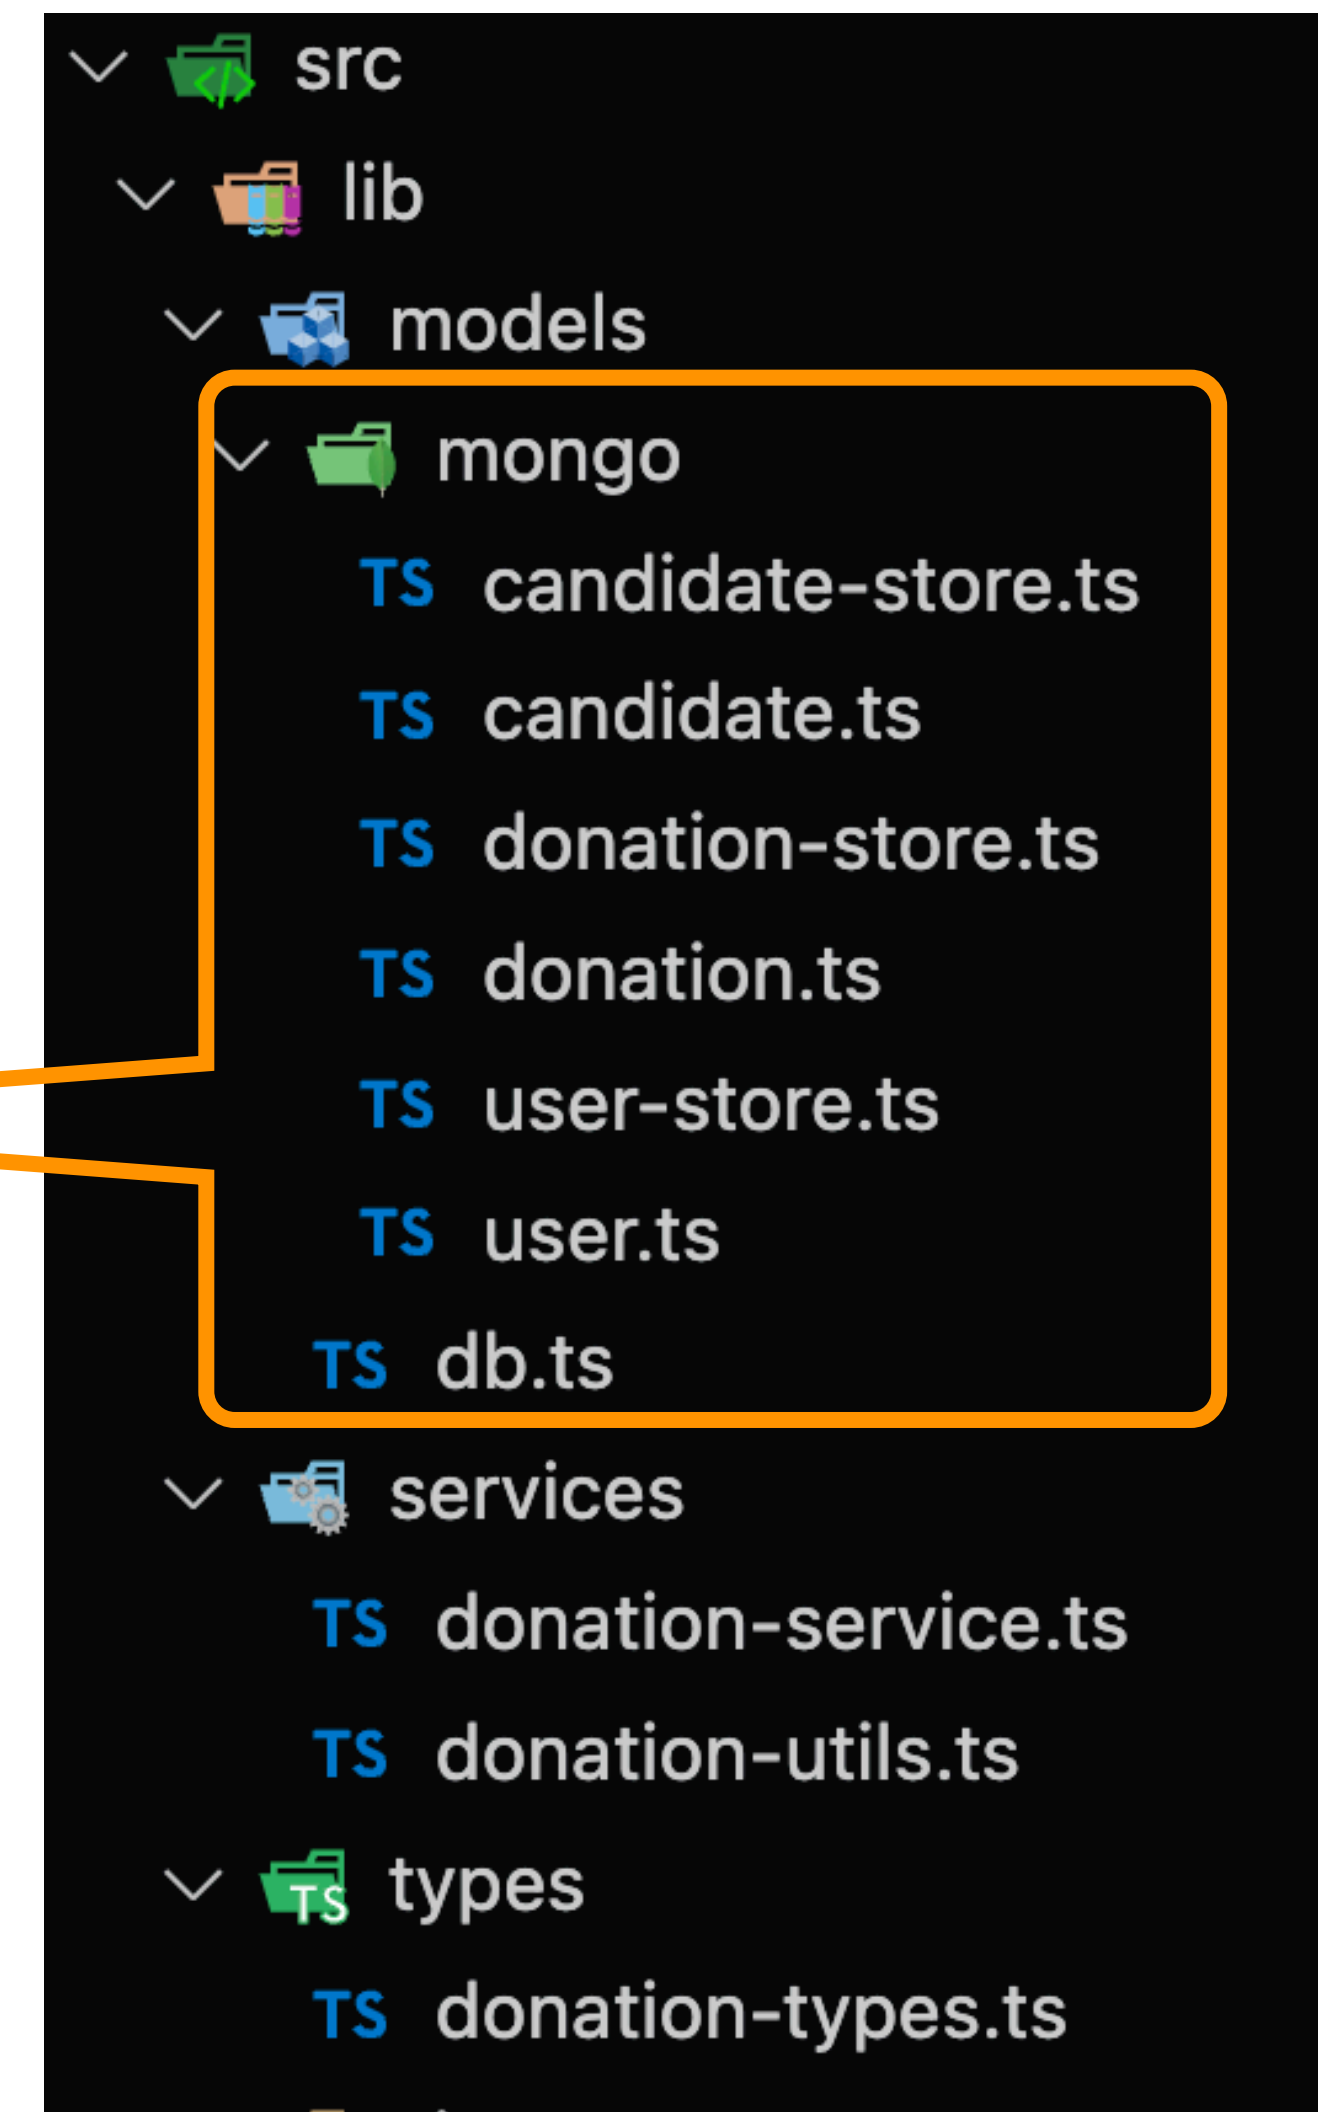 src
lib
models
mongo
TS candidate-store.ts
TS candidate.ts
TS donation-store.ts
TS donation.ts
TS user-store.ts
TS user.ts
TS db.ts
services
TS donation-service.ts
TS donation-utils.ts
TS types
TS donation-types.ts